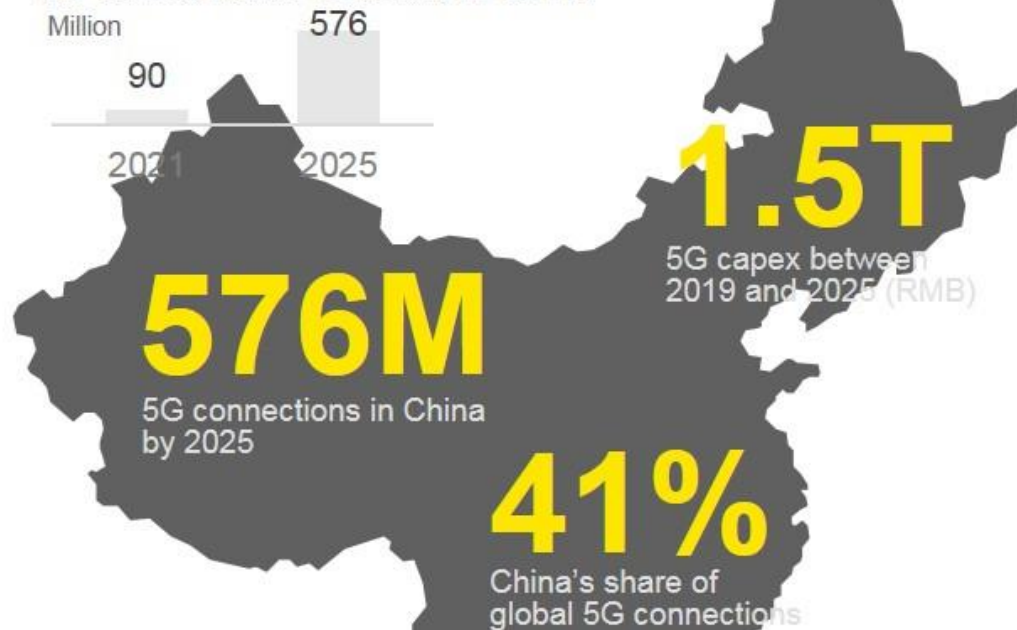 Million
90
576
2021
2025
1.5T
5G capex between
2019 and 2025 (RMB)
576M
5G connections in China
by 2025
41%
China's share of
global 5G connections